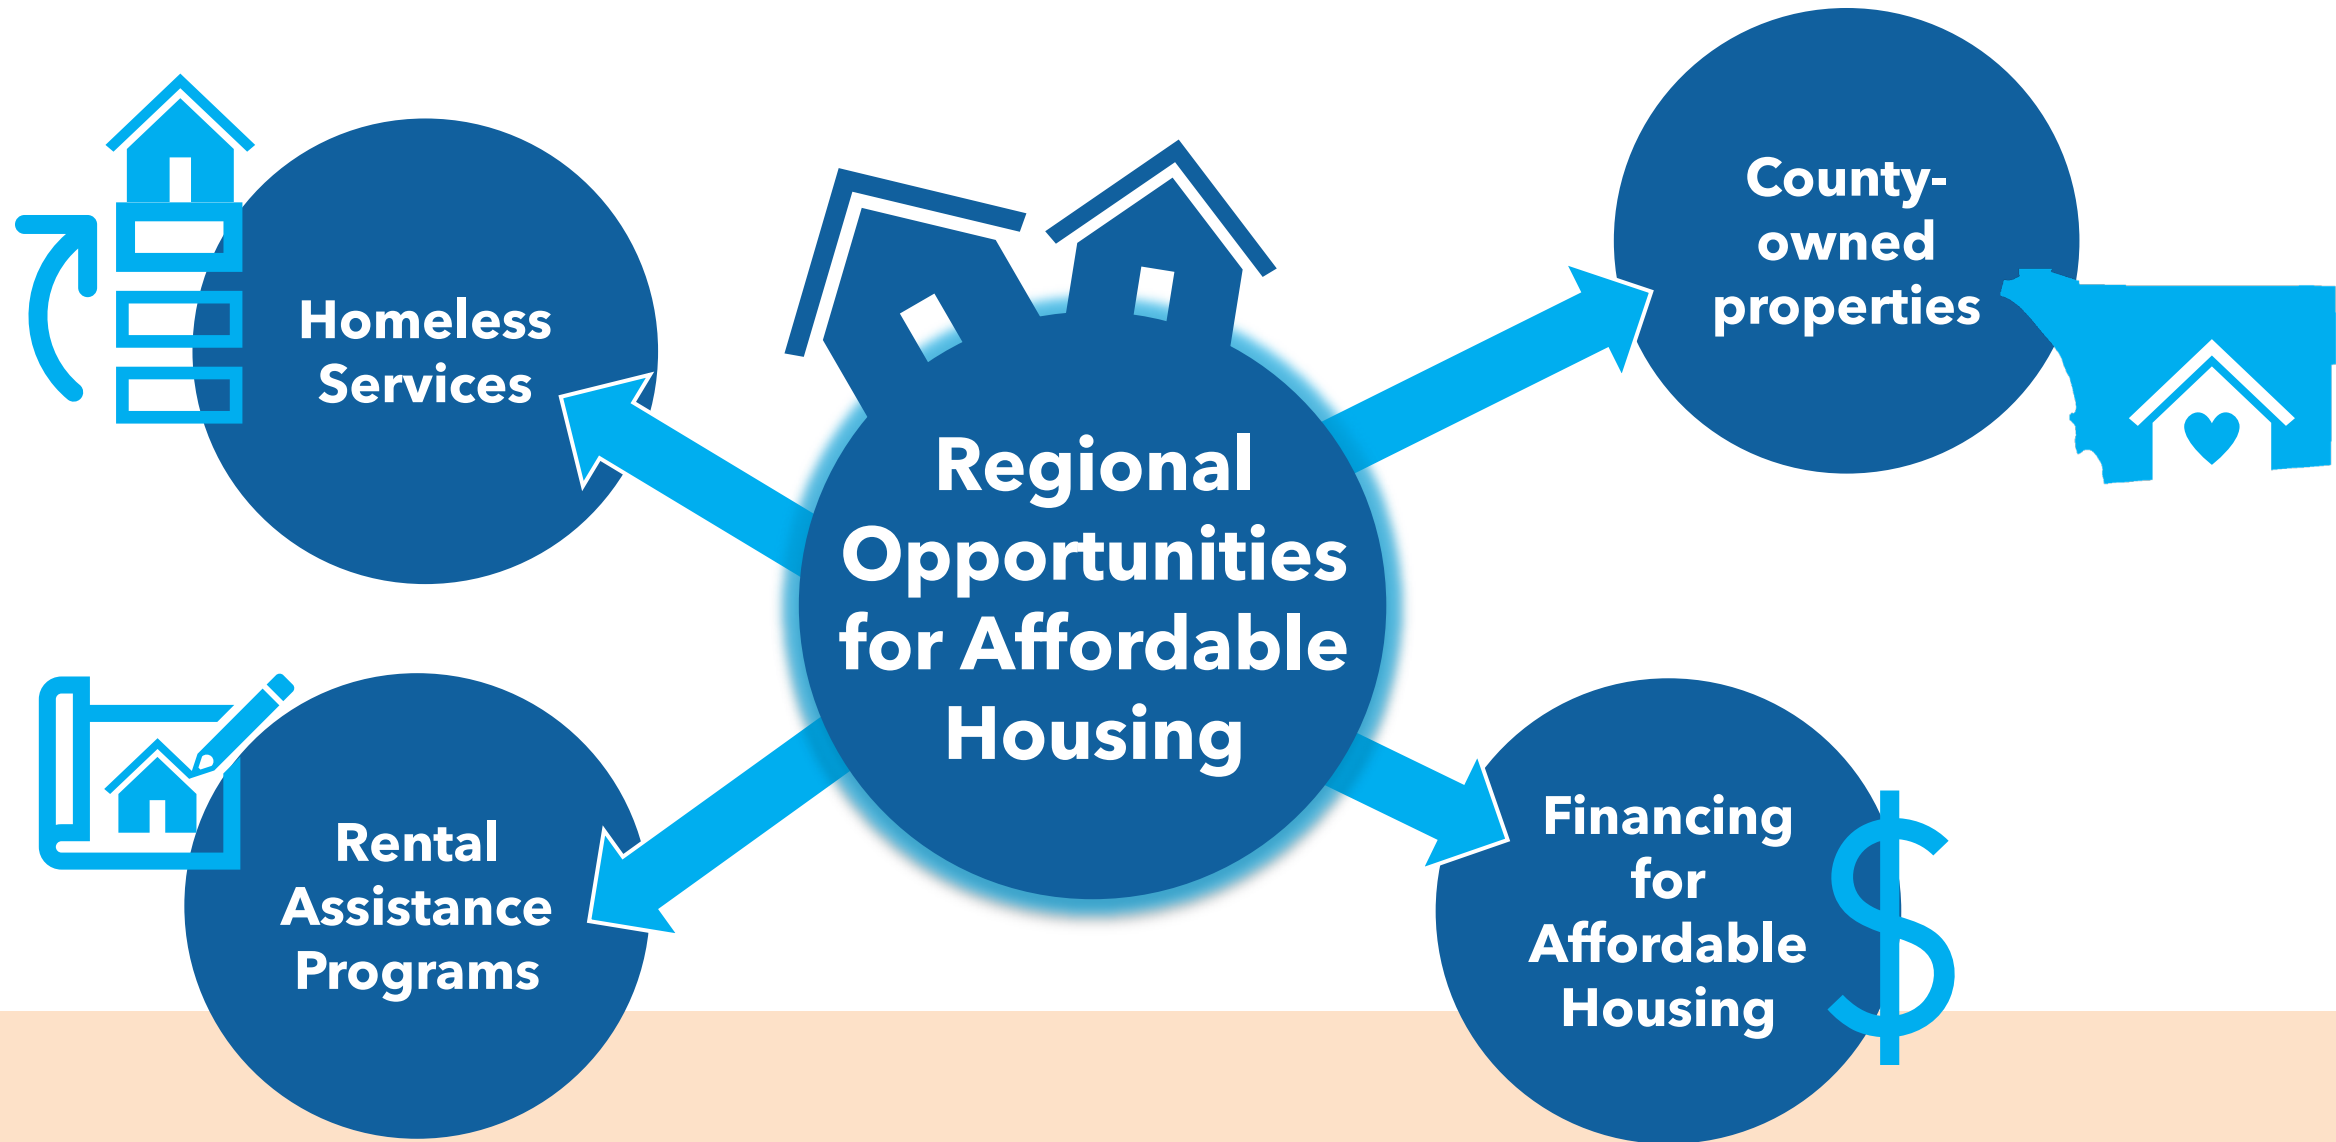 Homeless
Services
Regional
Opportunities
for Affordable
Housing
County-
owned
properties
Rental
Assistance
Programs
Financing
for
Affordable
Housing
$